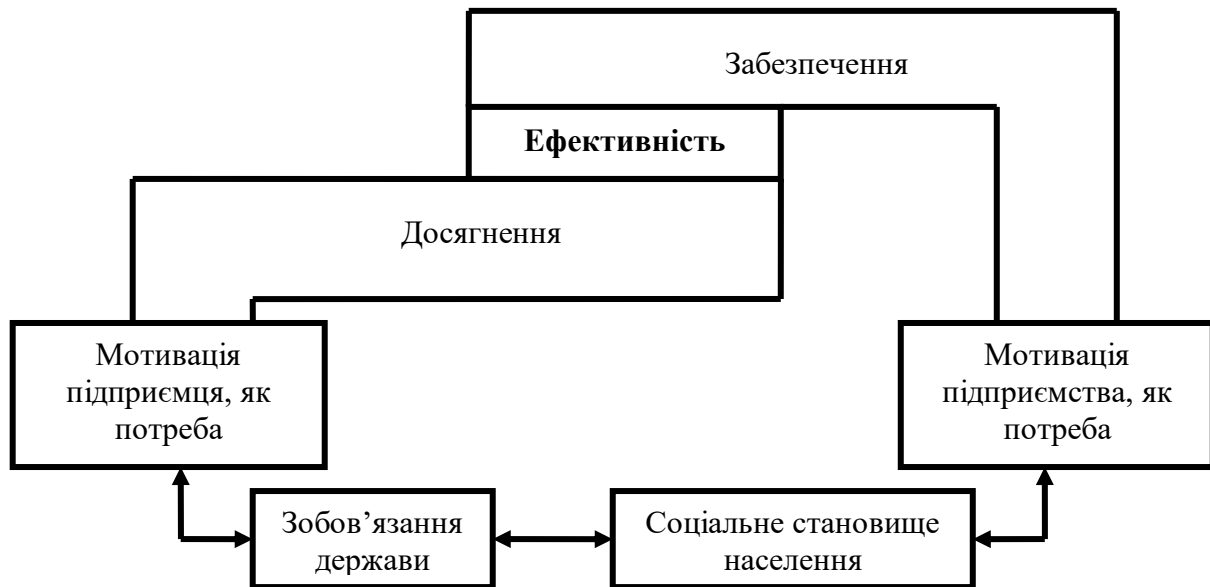 Забезпечення
Ефективність
Досягнення
Мотивація
підприємця, як
потреба
Мотивація
підприємства, як
потреба
Зобов’язання
держави
Соціальне становище
населення